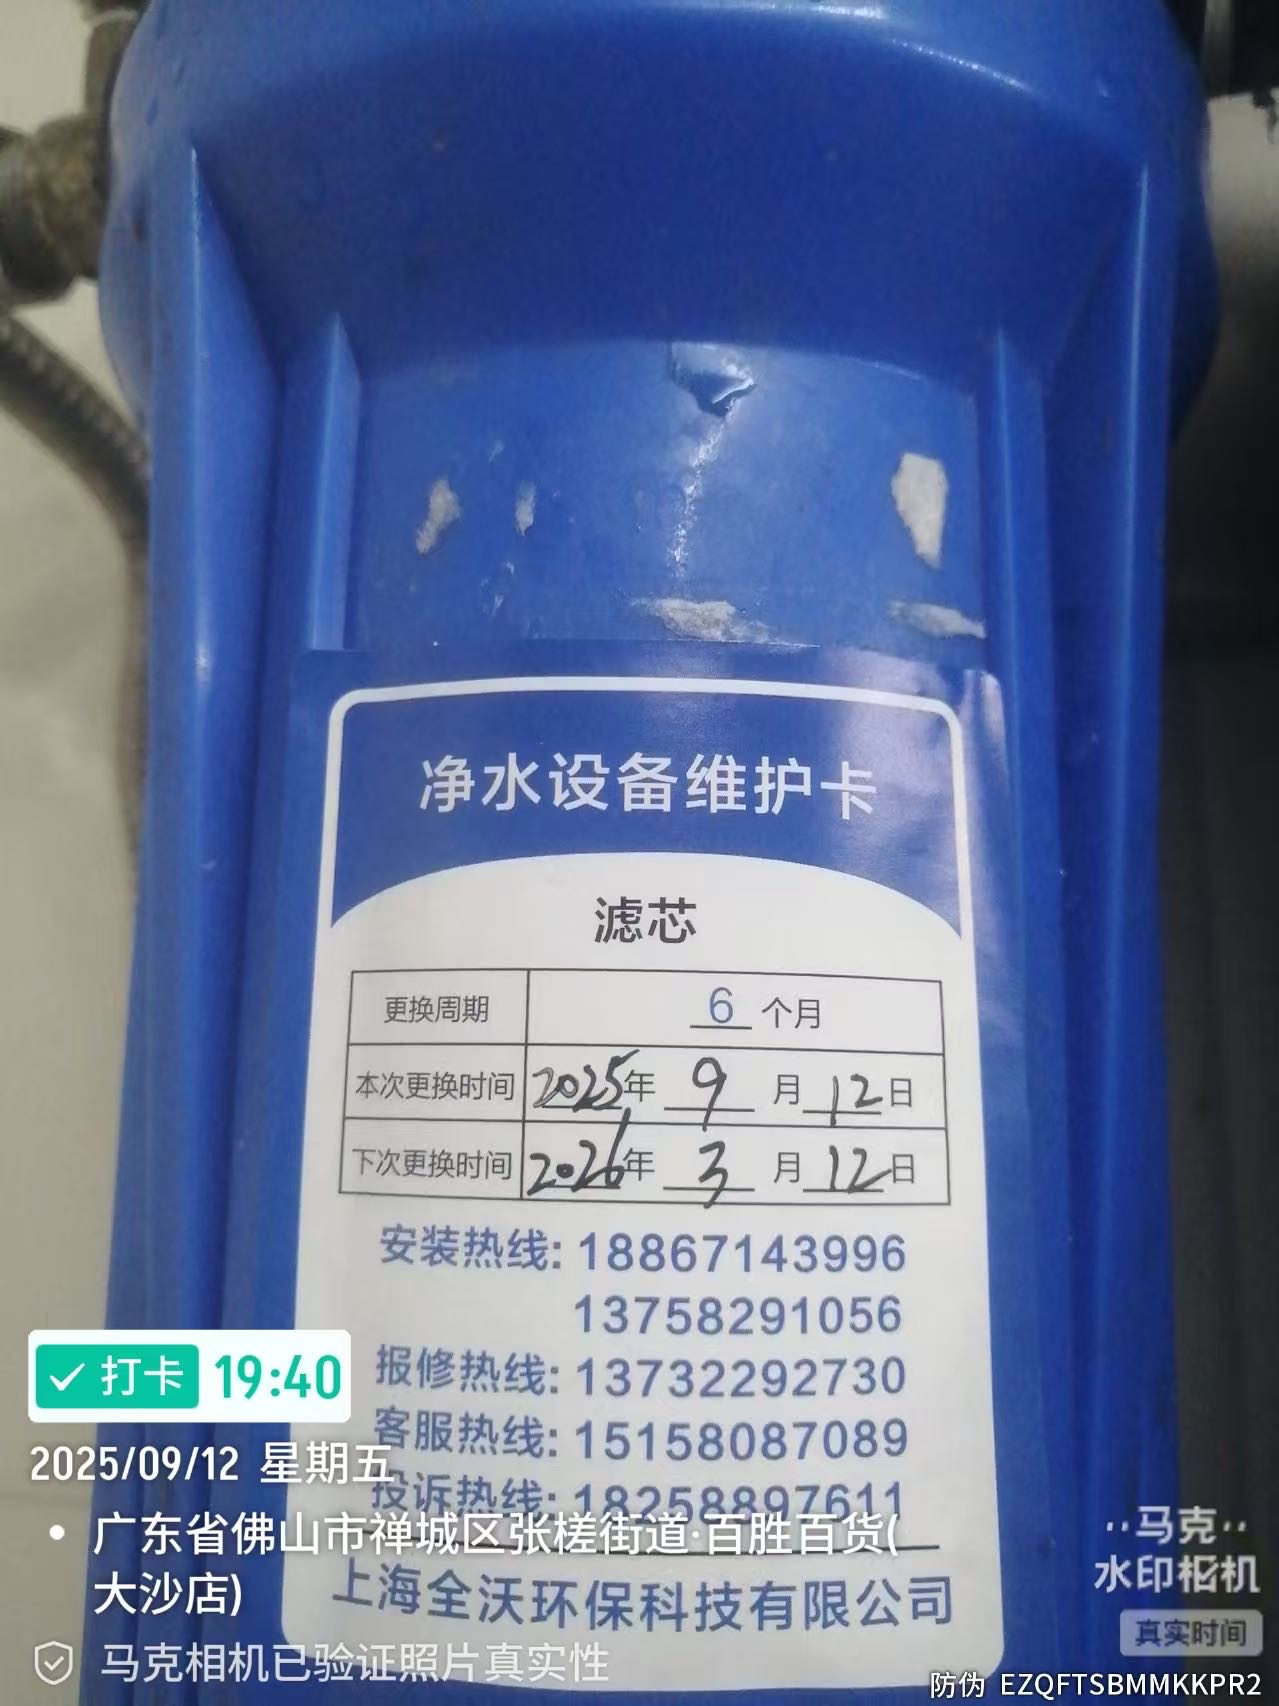 净水设备维护卡
滤芯
更换周期 6 个月
本次更换时间 2025年 9 月 12 日
下次更换时间 2026年 3 月 12 日
安装热线: 18867143996
13758291056
报修热线: 13732292730
客服热线: 15158087089
投诉热线: 18258897611
上海全沃环保科技有限公司
打卡 19:40
2025/09/12 星期五
广东省佛山市禅城区张槎街道·百胜百货(
大沙店)
马克相机已验证照片真实性
马克
水印相机
真实时间
防伪 EZQFTSBMMKKPR2